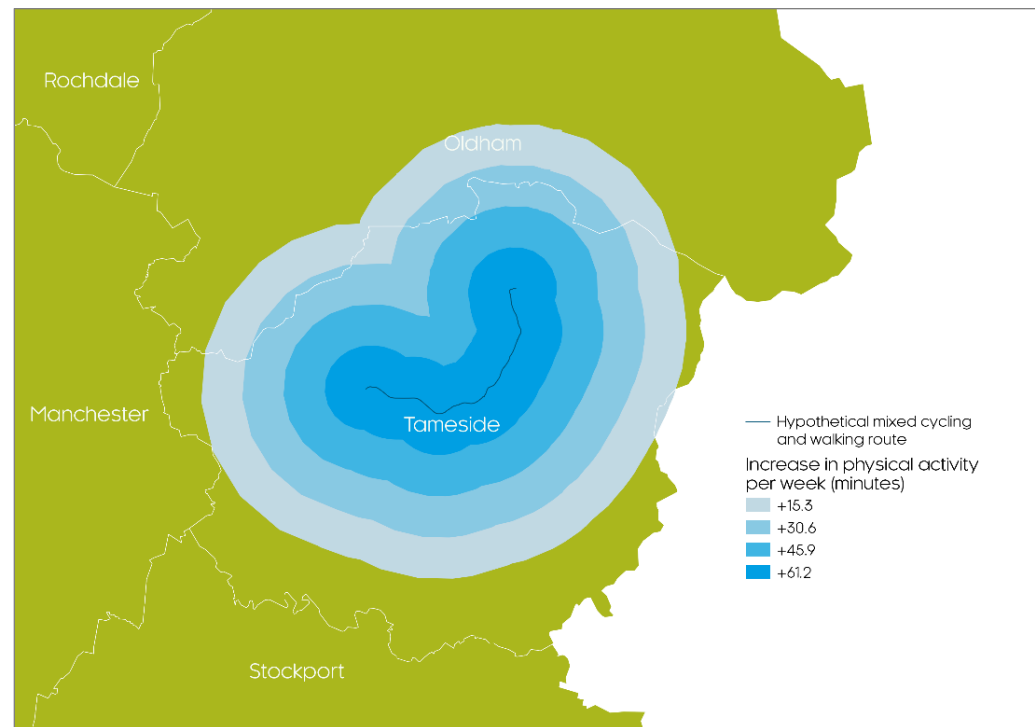 Rochdale
Oldham
Manchester
Tameside
Stockport
Hypothetical mixed cycling
and walking route
Increase in physical activity
per week (minutes)
+15.3
+30.6
+45.9
+61.2